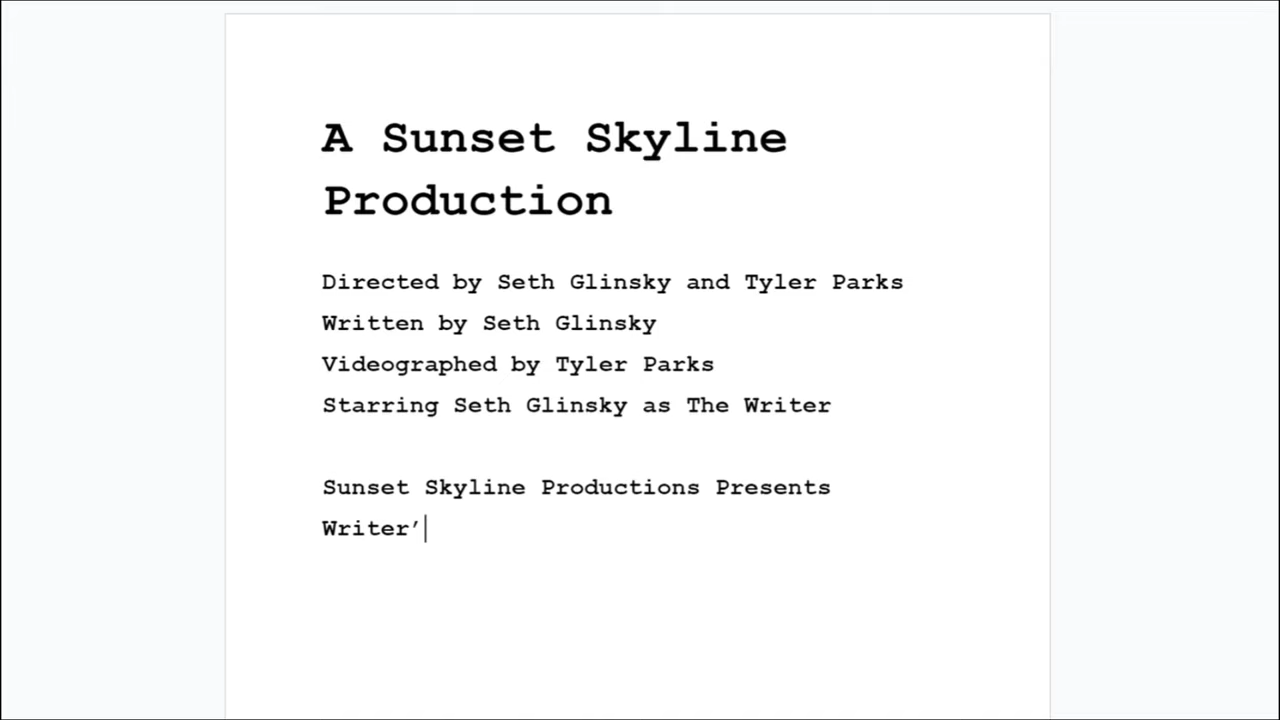 A Sunset Skyline
Production
Directed by Seth Glinsky and Tyler Parks
Written by Seth Glinsky
Videographed by Tyler Parks
Starring Seth Glinsky as The Writer
Sunset Skyline Productions Presents
Writer’